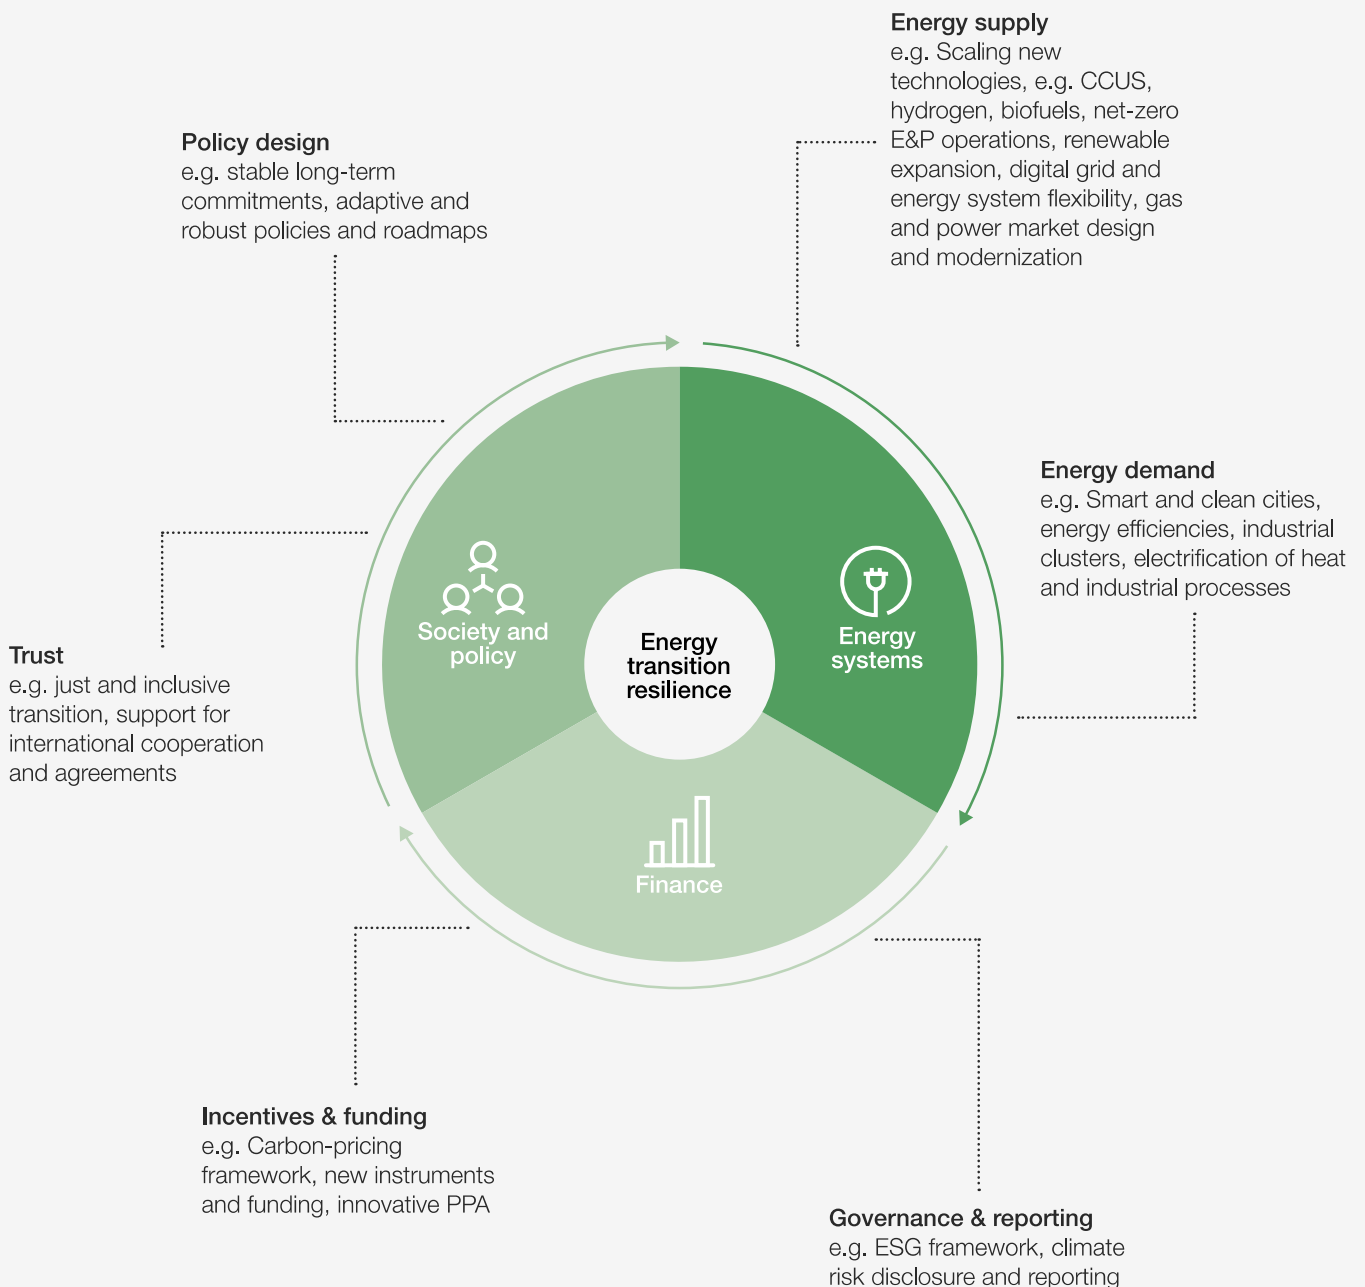 Energy supply
e.g. Scaling new
technologies, e.g. CCUS,
hydrogen, biofuels, net-zero
E&P operations, renewable
expansion, digital grid and
energy system flexibility, gas
and power market design
and modernization
Policy design
e.g. stable long-term
commitments, adaptive and
robust policies and roadmaps
Energy demand
e.g. Smart and clean cities,
energy efficiencies, industrial
clusters, electrification of heat
and industrial processes
Society and
policy
Energy
transition
resilience
Energy
systems
Trust
e.g. just and inclusive
transition, support for
international cooperation
and agreements
Finance
Incentives & funding
e.g. Carbon-pricing
framework, new instruments
and funding, innovative PPA
Governance & reporting
e.g. ESG framework, climate
risk disclosure and reporting